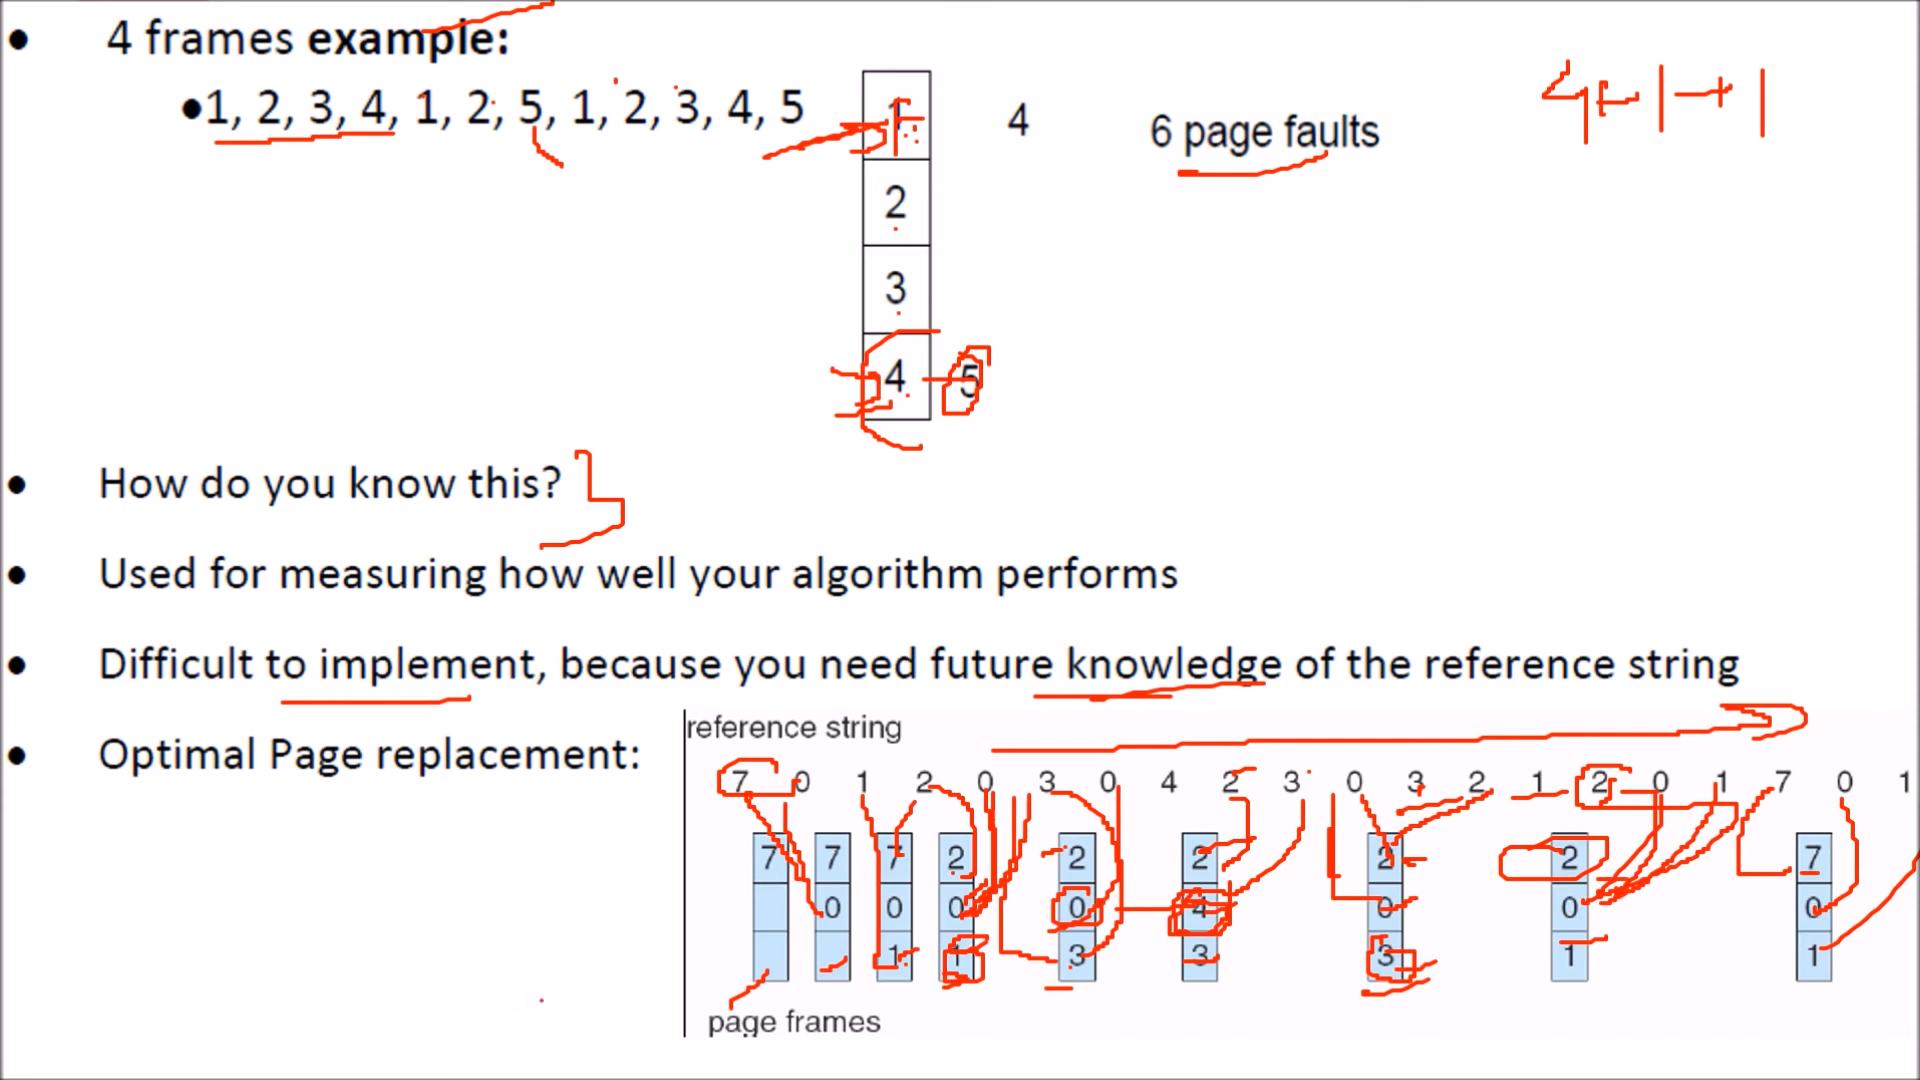 • 4 frames example:
•1, 2, 3, 4, 1, 2, 5, 1, 2, 3, 4, 5
1 4 6 page faults 4+1+1
2
3
4 5
• How do you know this?
• Used for measuring how well your algorithm performs
• Difficult to implement, because you need future knowledge of the reference string
• Optimal Page replacement:
reference string
7 0 1 2 0 3 0 4 2 3 0 3 2 1 2 0 1 7 0 1
7 7 7 2 2 2 2 2 7
0 0 0 0 4 0 0 0
1 1 3 3 3 1 1
page frames